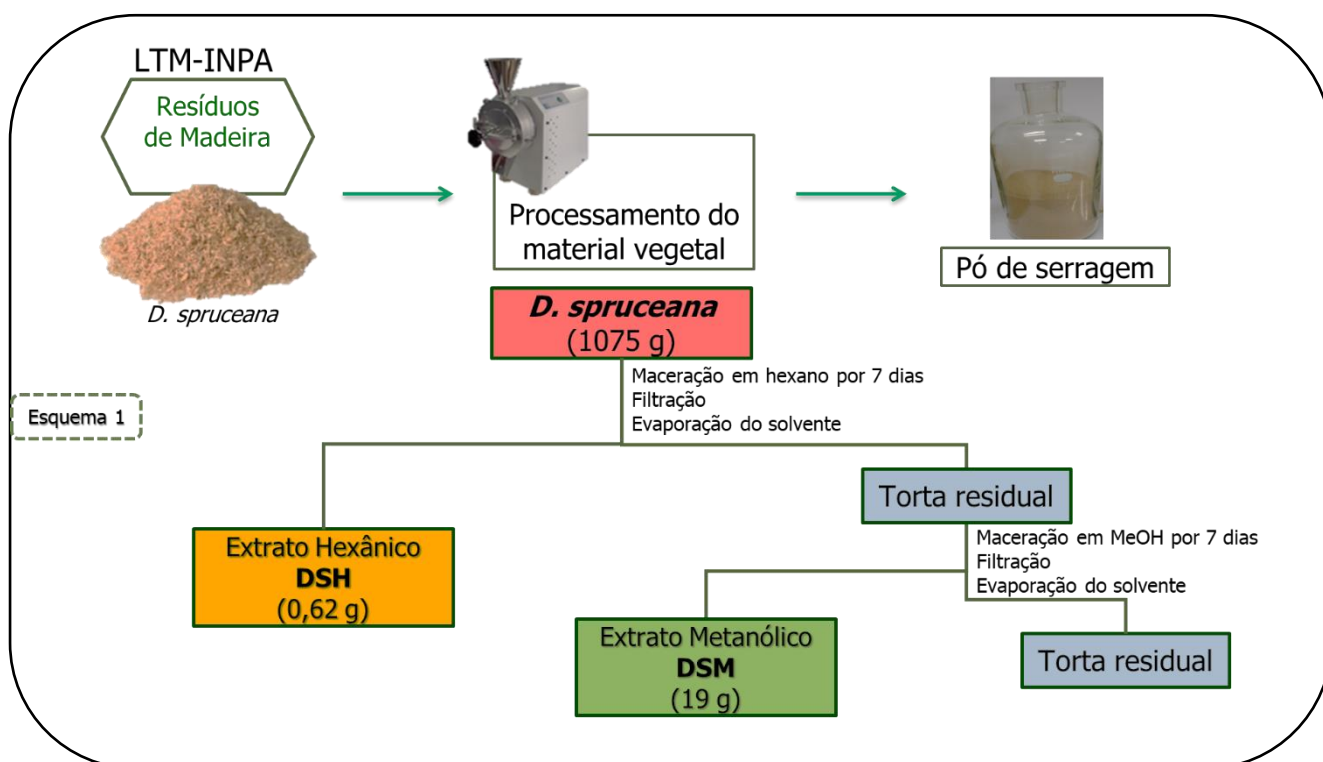 LTM-INPA
Resíduos
de Madeira
D. spruceana
Processamento do
material vegetal
Pó de serragem
D. spruceana
(1075 g)
Maceração em hexano por 7 dias
Filtração
Evaporação do solvente
Esquema 1
Torta residual
Extrato Hexânico
DSH
(0,62 g)
Maceração em MeOH por 7 dias
Filtração
Evaporação do solvente
Extrato Metanólico
DSM
(19 g)
Torta residual